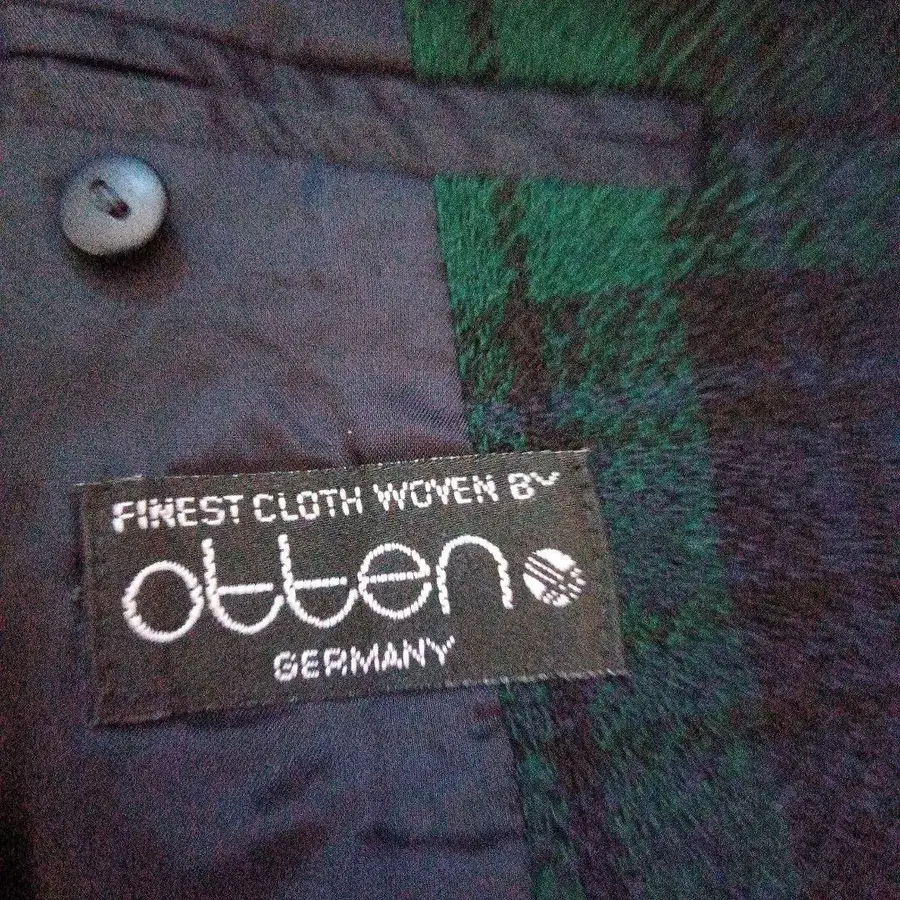 FINEST CLOTH WOVEN BY
otten
GERMANY